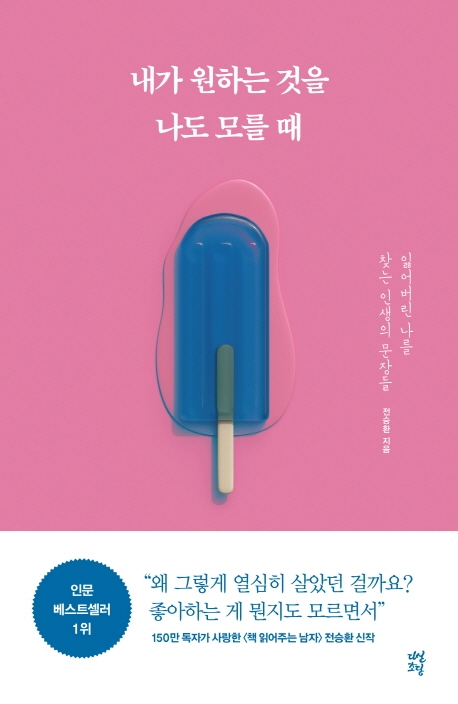 내가 원하는 것을
나도 모를 때
잃어버린 나를
찾는 인생의 문장들
전승환 지음
인문
베스트셀러
1위
“왜 그렇게 열심히 살았던 걸까요?
좋아하는 게 뭔지도 모르면서”
150만 독자가 사랑한 〈책 읽어주는 남자〉 전승환 신작
다산
초당